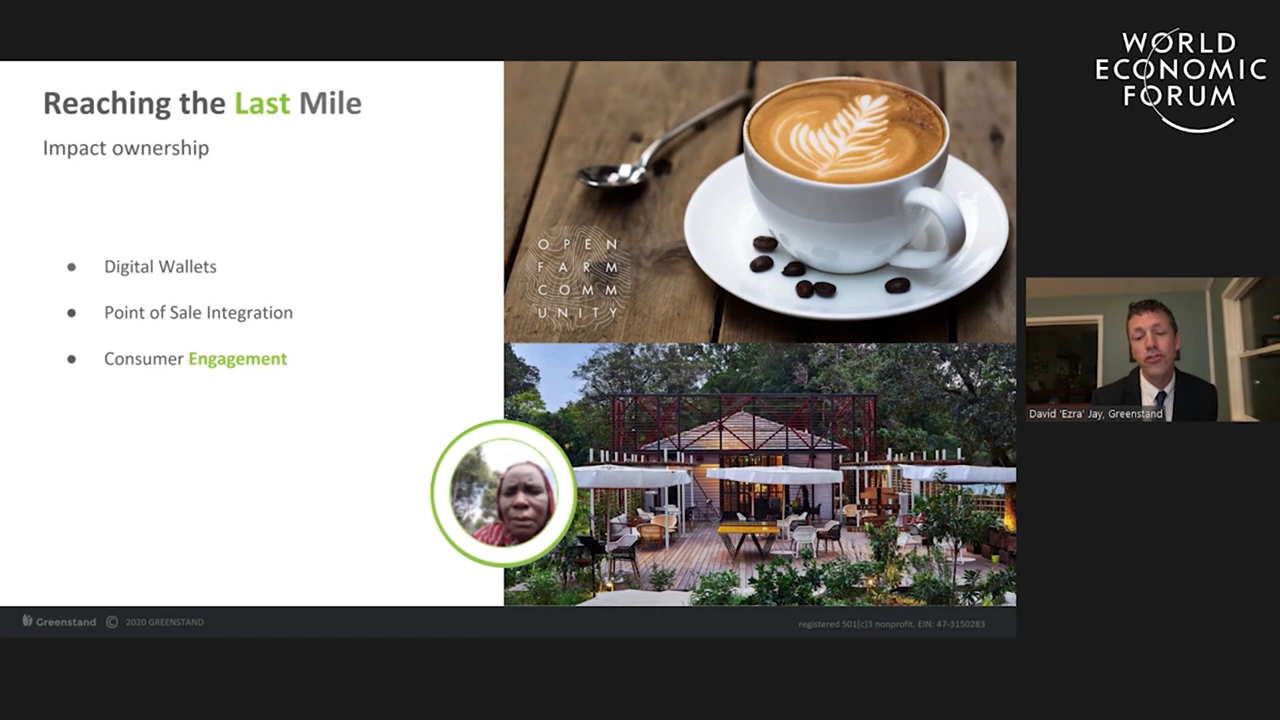 WORLD
ECONOMIC
FORUM
Reaching the Last Mile
Impact ownership
Digital Wallets
Point of Sale Integration
Consumer Engagement
OPEN
FARM
COMM
UNITY
David 'Ezra' Jay, Greenstand
Greenstand © 2020 GREENSTAND
registered 501(c)3 nonprofit. EIN: 47-3150283